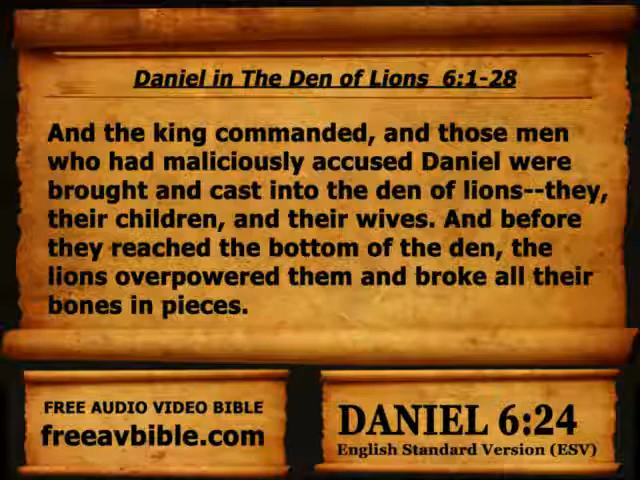 Daniel in The Den of Lions 6:1-28
And the king commanded, and those men
who had maliciously accused Daniel were
brought and cast into the den of lions--they,
their children, and their wives. And before
they reached the bottom of the den, the
lions overpowered them and broke all their
bones in pieces.
FREE AUDIO VIDEO BIBLE
freeavbible.com
DANIEL 6:24
English Standard Version (ESV)